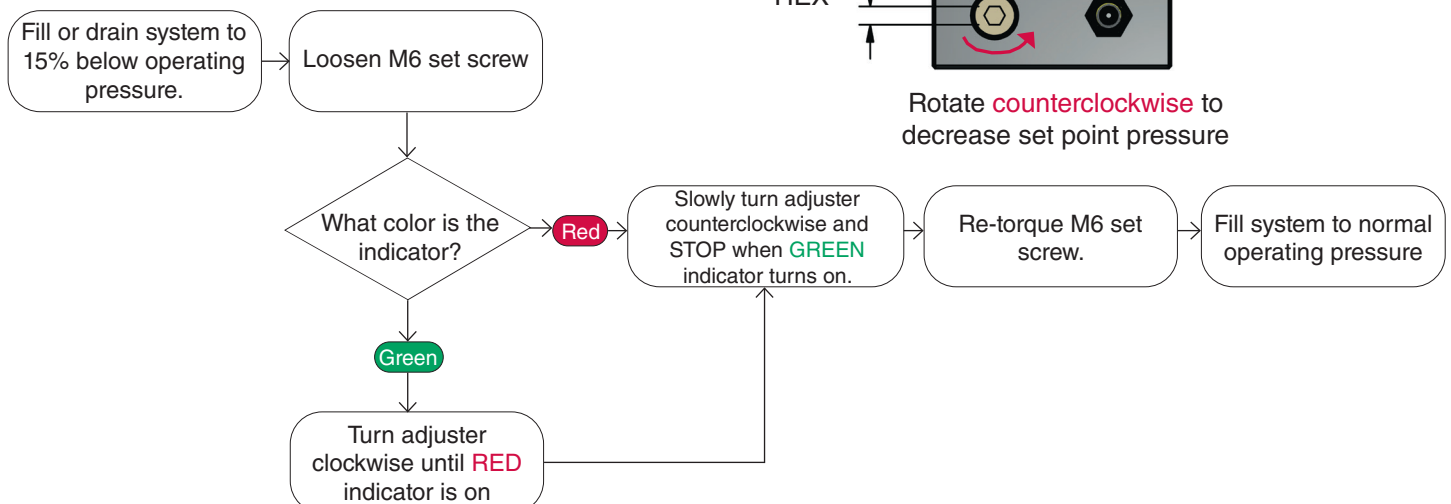 HEX
Rotate counterclockwise to
decrease set point pressure
Fill or drain system to
15% below operating
pressure.
Loosen M6 set screw
What color is the
indicator?
Red
Slowly turn adjuster
counterclockwise and
STOP when GREEN
indicator turns on.
Re-torque M6 set
screw.
Fill system to normal
operating pressure
Green
Turn adjuster
clockwise until RED
indicator is on